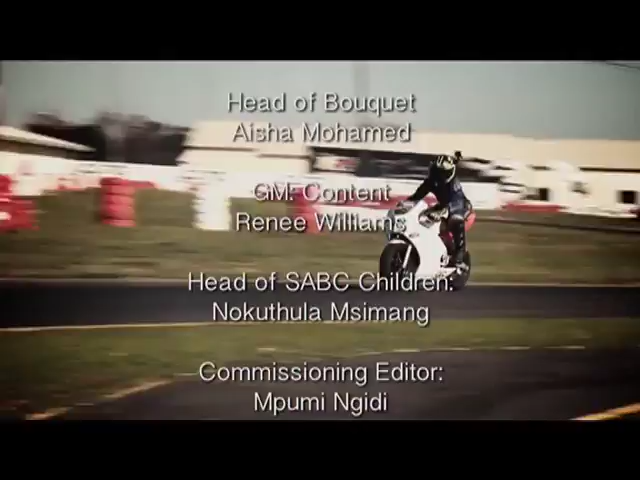 Head of Bouquet
Aisha Mohamed
GM: Content
Renee Williams
Head of SABC Children:
Nokuthula Msimang
Commissioning Editor:
Mpumi Ngidi